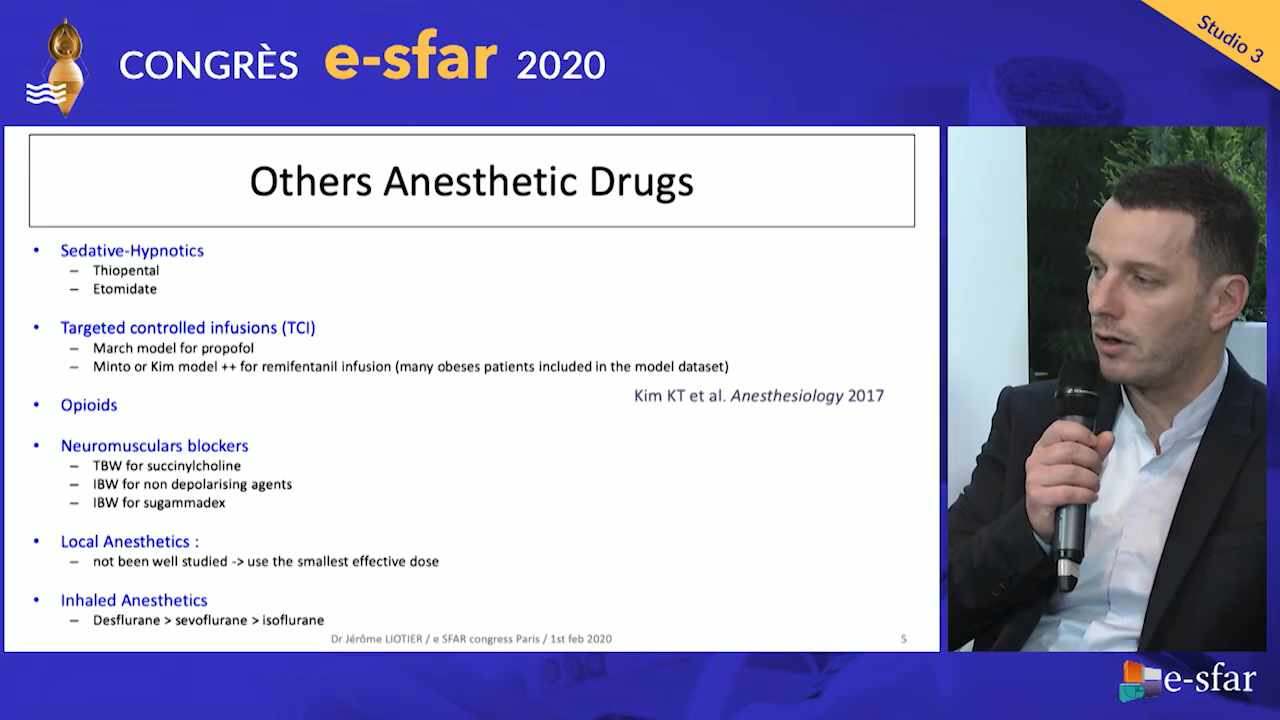 CONGRÈS e-sfar 2020
Studio 3
Others Anesthetic Drugs
• Sedative-Hypnotics
– Thiopental
– Etomidate
• Targeted controlled infusions (TCI)
– March model for propofol
– Minto or Kim model ++ for remifentanil infusion (many obeses patients included in the model dataset)
Kim KT et al. Anesthesiology 2017
• Opioids
• Neuromusculars blockers
– TBW for succinylcholine
– IBW for non depolarising agents
– IBW for sugammadex
• Local Anesthetics :
– not been well studied -> use the smallest effective dose
• Inhaled Anesthetics
– Desflurane > sevoflurane > isoflurane
Dr Jérôme LIOTIER / e SFAR congress Paris / 1st feb 2020
5
e-sfar